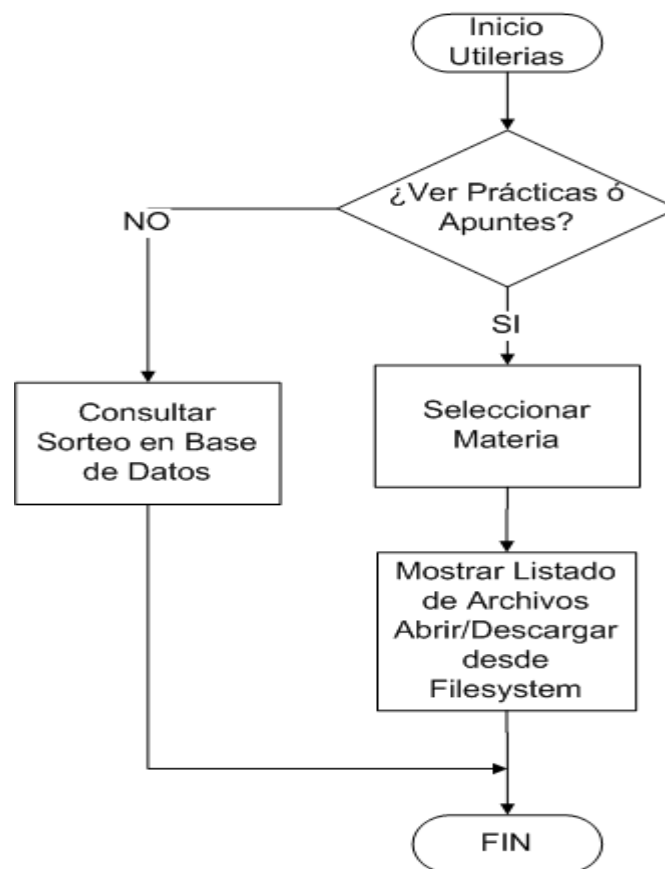 Inicio
Utilerias
¿Ver Prácticas ó
Apuntes?
NO
SI
Consultar
Sorteo en Base
de Datos
Seleccionar
Materia
Mostrar Listado
de Archivos
Abrir/Descargar
desde
Filesystem
FIN